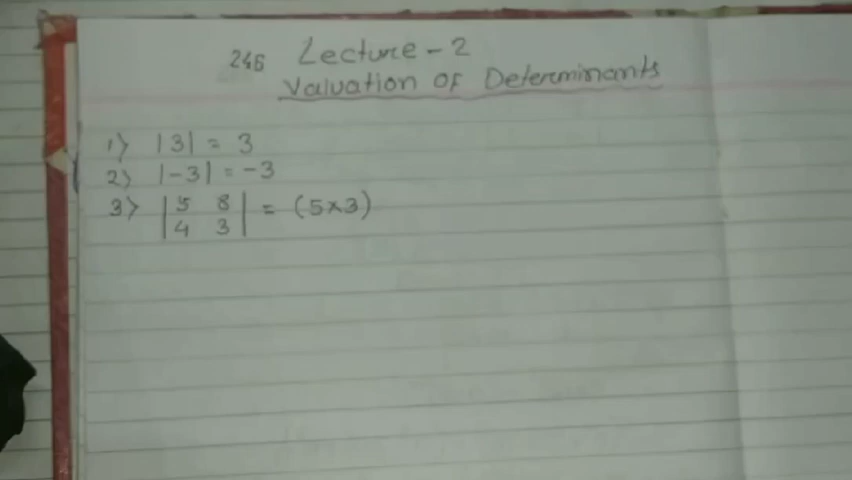 246 Lecture - 2
Valuation of Determinants
1) |3| = 3
2) |-3| = -3
3) |5 8| = (5×3)
|4 3|